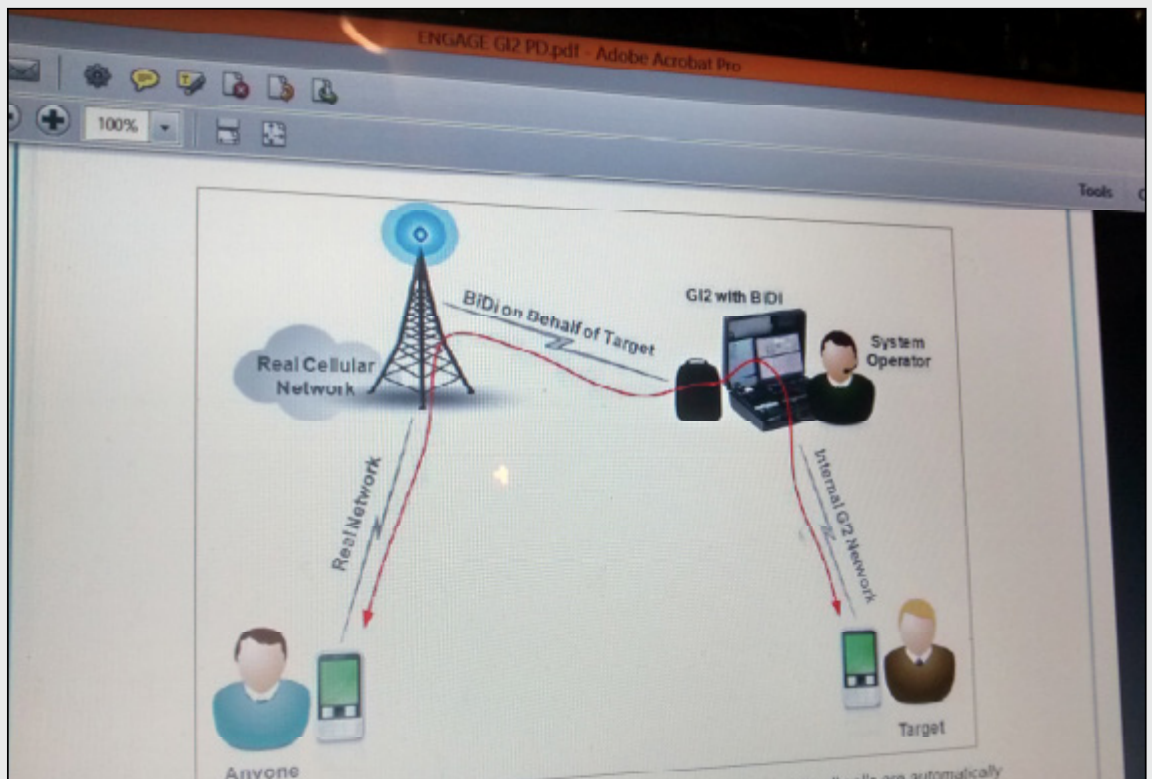 ENGAGE GI2 PD.pdf - Adobe Acrobat Pro
100%
Tools
GI2 with BiDi
BiDi on Behalf of Target
System
Operator
Real Cellular
Network
Real Network
Internal GI2 Network
Target
Anyone
calls are automatically